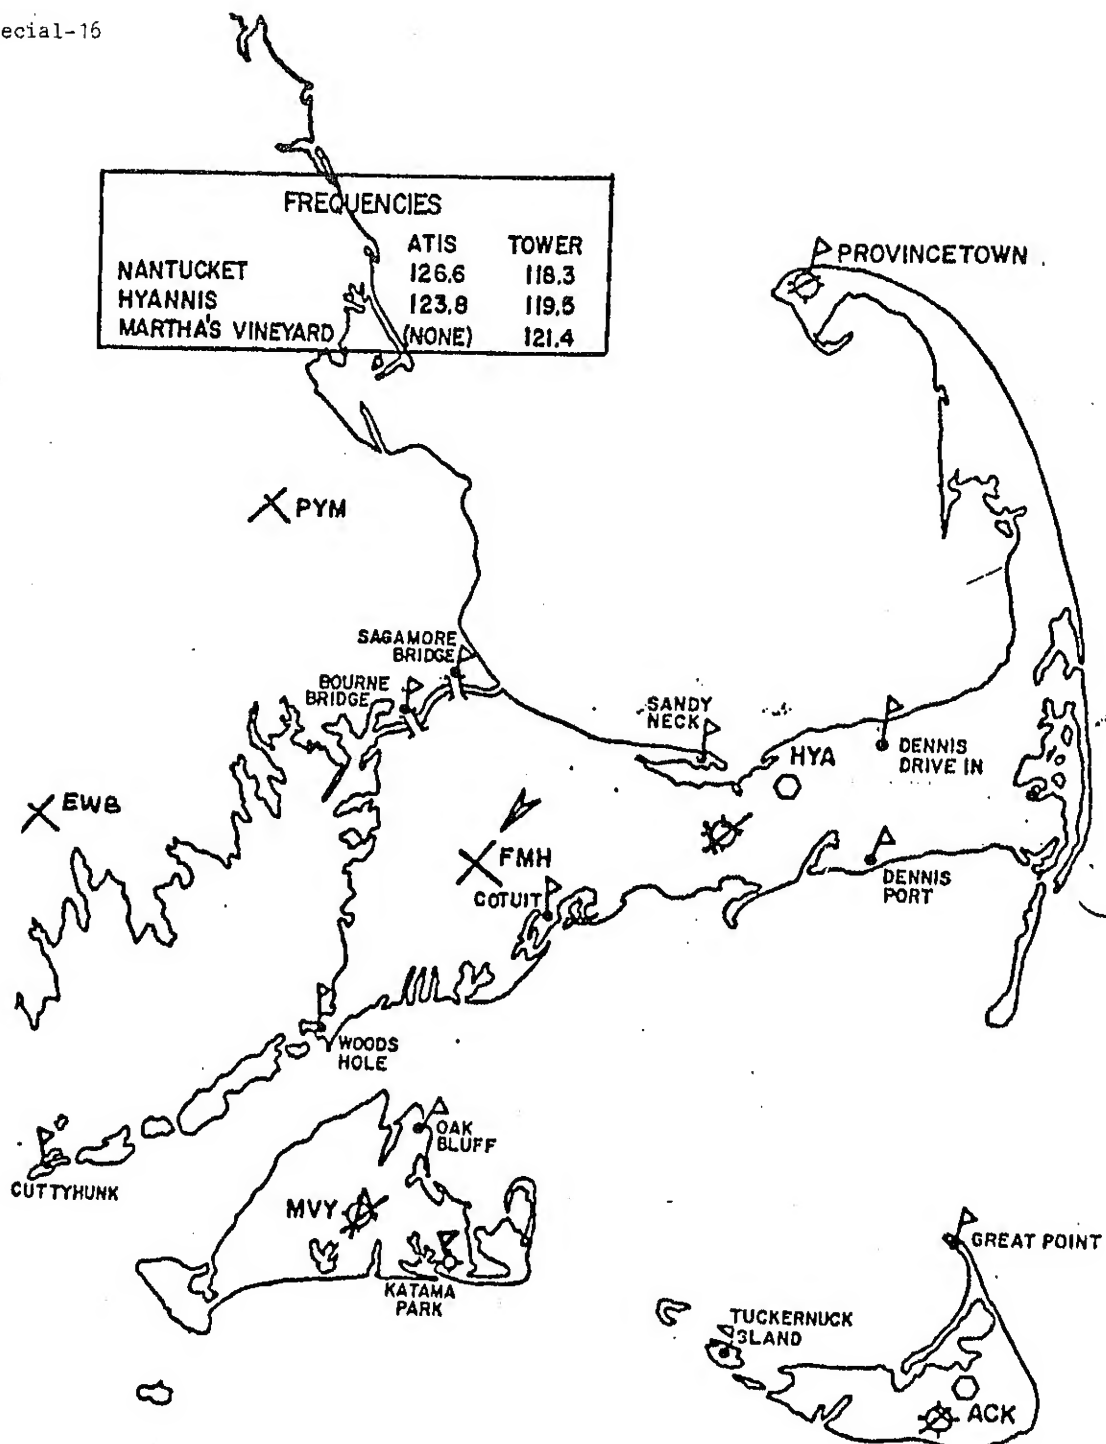 ecial-16
FREQUENCIES
ATIS TOWER
NANTUCKET 126.6 118.3
HYANNIS 123.8 119.5
MARTHA'S VINEYARD (NONE) 121.4
PROVINCETOWN
PYM
SAGAMORE
BRIDGE
BOURNE
BRIDGE
SANDY
NECK
HYA
DENNIS
DRIVE IN
EWB
FMH
COTUIT
DENNIS
PORT
WOODS
HOLE
OAK
BLUFF
CUTTYHUNK
MVY
KATAMA
PARK
GREAT POINT
TUCKERNUCK
ISLAND
ACK